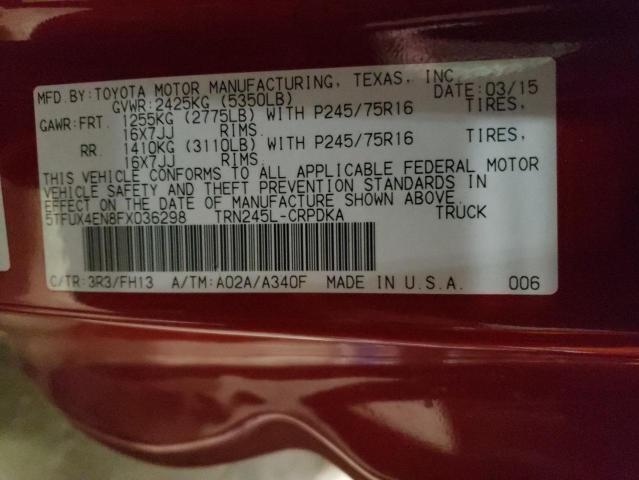 MFD.BY:TOYOTA MOTOR MANUFACTURING, TEXAS, INC.
GVWR:2425KG (5350LB) DATE:03/15
GAWR:FRT. 1255KG (2775LB) WITH P245/75R16 TIRES,
16X7JJ RIMS.
RR. 1410KG (3110LB) WITH P245/75R16 TIRES,
16X7JJ RIMS.
THIS VEHICLE CONFORMS TO ALL APPLICABLE FEDERAL MOTOR
VEHICLE SAFETY AND THEFT PREVENTION STANDARDS IN
EFFECT ON THE DATE OF MANUFACTURE SHOWN ABOVE.
5TFUX4EN8FX036298 TRN245L-CRPDKA TRUCK
C/TR:3R3/FH13 A/TM:A02A/A340F MADE IN U.S.A. 006